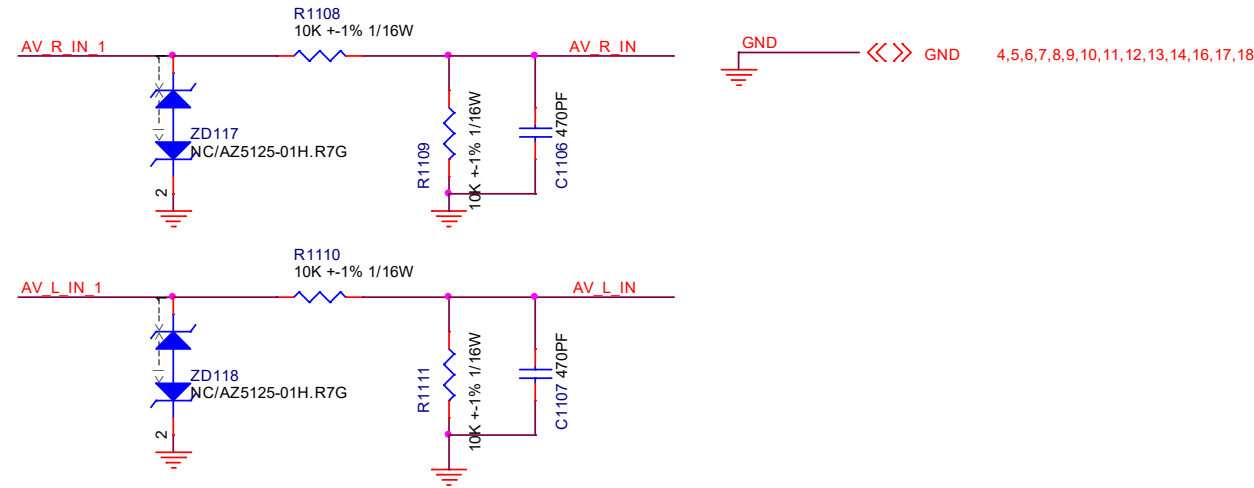 R1108
10K +-1% 1/16W
AV_R_IN_1
AV_R_IN
GND
GND
4,5,6,7,8,9,10,11,12,13,14,16,17,18
ZD117
NC/AZ5125-01H.R7G
2
R1109
10K +-1% 1/16W
C1106
470PF
R1110
10K +-1% 1/16W
AV_L_IN_1
AV_L_IN
ZD118
NC/AZ5125-01H.R7G
2
R1111
10K +-1% 1/16W
C1107
470PF